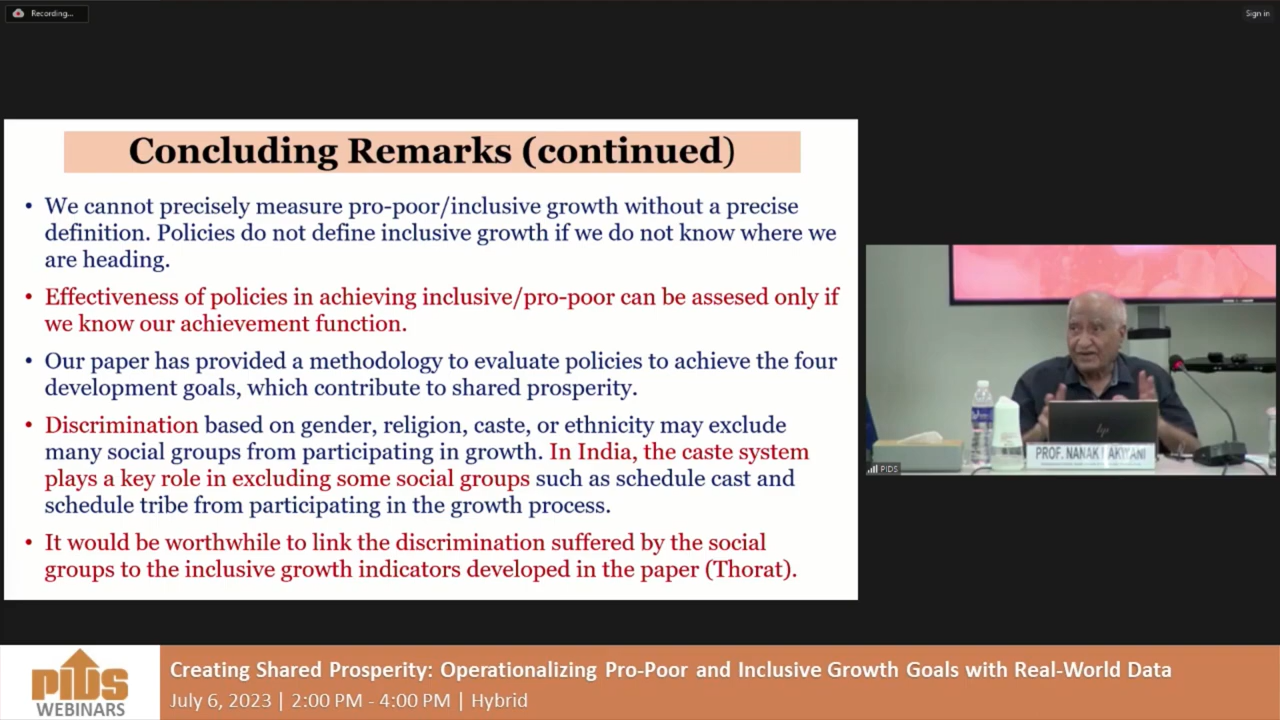 Recording...
Sign in
Concluding Remarks (continued)
• We cannot precisely measure pro-poor/inclusive growth without a precise
definition. Policies do not define inclusive growth if we do not know where we
are heading.
• Effectiveness of policies in achieving inclusive/pro-poor can be assesed only if
we know our achievement function.
• Our paper has provided a methodology to evaluate policies to achieve the four
development goals, which contribute to shared prosperity.
• Discrimination based on gender, religion, caste, or ethnicity may exclude
many social groups from participating in growth. In India, the caste system
plays a key role in excluding some social groups such as schedule cast and
schedule tribe from participating in the growth process.
• It would be worthwhile to link the discrimination suffered by the social
groups to the inclusive growth indicators developed in the paper (Thorat).
hp
PROF. NANAK KAKWANI
PIDS
PIDS
WEBINARS
Creating Shared Prosperity: Operationalizing Pro-Poor and Inclusive Growth Goals with Real-World Data
July 6, 2023 | 2:00 PM - 4:00 PM | Hybrid